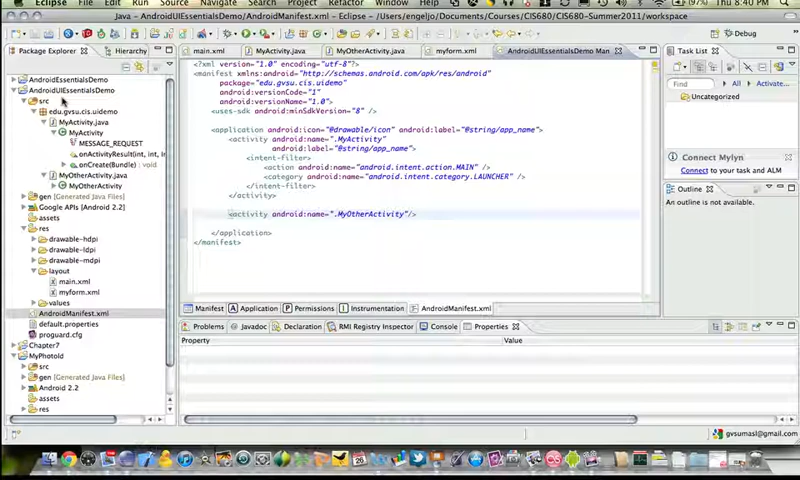 Eclipse File Edit Run Source Navigate Search Project Refactor Window Help (97%) Thu 8:40 PM
Java – AndroidUIEssentialsDemo/AndroidManifest.xml – Eclipse – /Users/engeljo/Documents/Courses/CIS680/CIS680-Summer2011/workspace
Debug
Package Explorer
Hierarchy
main.xml
MyActivity.java
MyOtherActivity.java
myform.xml
AndroidUIEssentialsDemo Man
Task List
AndroidEssentialsDemo
AndroidUIEssentialsDemo
src
edu.gvsu.cis.uidemo
MyActivity.java
MyActivity
MESSAGE_REQUEST
onActivityResult(int, int, I
onCreate(Bundle) : void
MyOtherActivity.java
MyOtherActivity
gen [Generated Java Files]
Google APIs [Android 2.2]
assets
res
drawable-hdpi
drawable-ldpi
drawable-mdpi
layout
main.xml
myform.xml
values
AndroidManifest.xml
default.properties
proguard.cfg
Chapter7
MyPhotoId
src
gen [Generated Java Files]
Android 2.2
assets
res
<?xml version="1.0" encoding="utf-8"?>
<manifest xmlns:android="http://schemas.android.com/apk/res/android"
package="edu.gvsu.cis.uidemo"
android:versionCode="1"
android:versionName="1.0">
<uses-sdk android:minSdkVersion="8" />
<application android:icon="@drawable/icon" android:label="@string/app_name">
<activity android:name=".MyActivity"
android:label="@string/app_name">
<intent-filter>
<action android:name="android.intent.action.MAIN" />
<category android:name="android.intent.category.LAUNCHER" />
</intent-filter>
</activity>
<activity android:name=".MyOtherActivity"/>
</application>
</manifest>
Find
All
Activate...
Uncategorized
Connect Mylyn
Connect to your task and ALM
Outline
An outline is not available.
Manifest
Application
Permissions
Instrumentation
AndroidManifest.xml
Problems
Javadoc
Declaration
RMI Registry Inspector
Console
Properties
Property
Value
gvsumasl@gmail.com